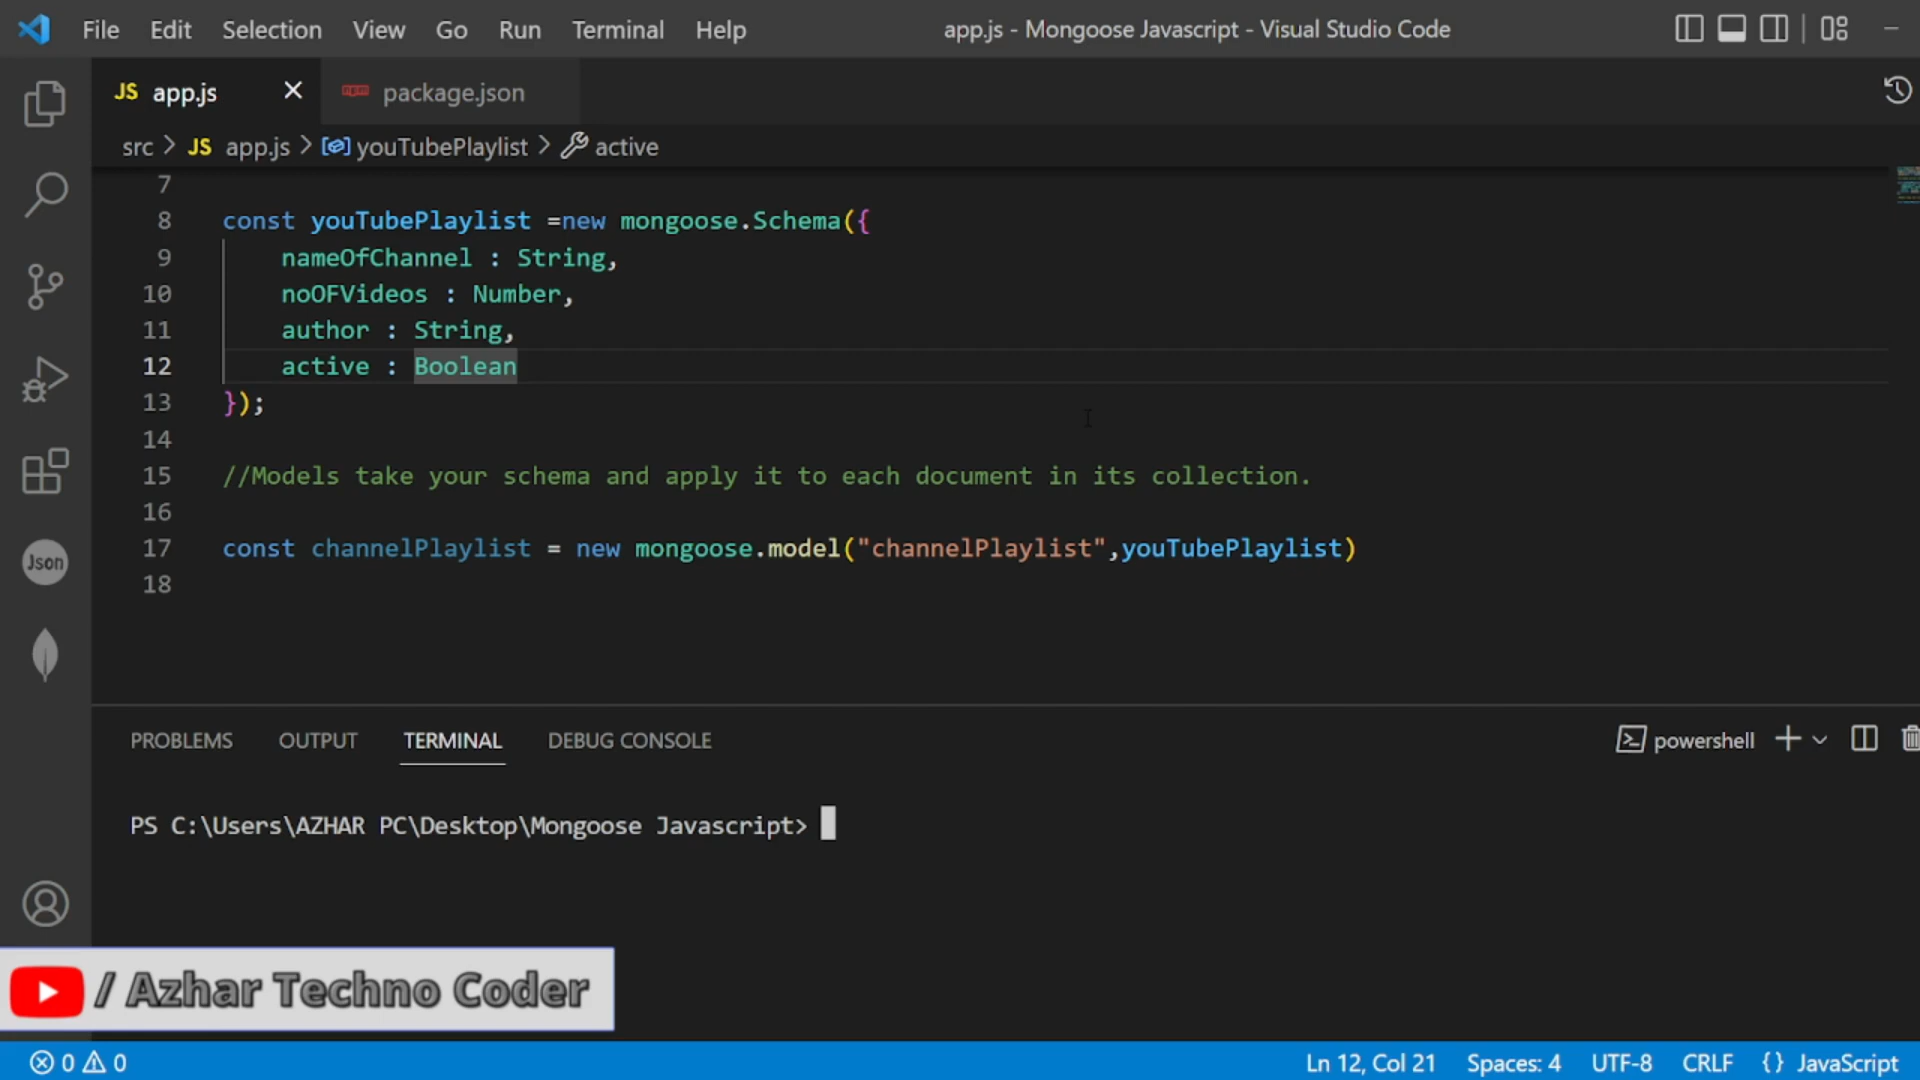 File Edit Selection View Go Run Terminal Help app.js - Mongoose Javascript - Visual Studio Code
JS app.js package.json
src > JS app.js > youTubePlaylist > active
7
8 const youTubePlaylist =new mongoose.Schema({
9 nameOfChannel : String,
10 noOFVideos : Number,
11 author : String,
12 active : Boolean
13 });
14
15 //Models take your schema and apply it to each document in its collection.
16
17 const channelPlaylist = new mongoose.model("channelPlaylist",youTubePlaylist)
18
Json
PROBLEMS OUTPUT TERMINAL DEBUG CONSOLE powershell
PS C:\Users\AZHAR PC\Desktop\Mongoose Javascript>
/ Azhar Techno Coder
0 0 Ln 12, Col 21 Spaces: 4 UTF-8 CRLF {} JavaScript